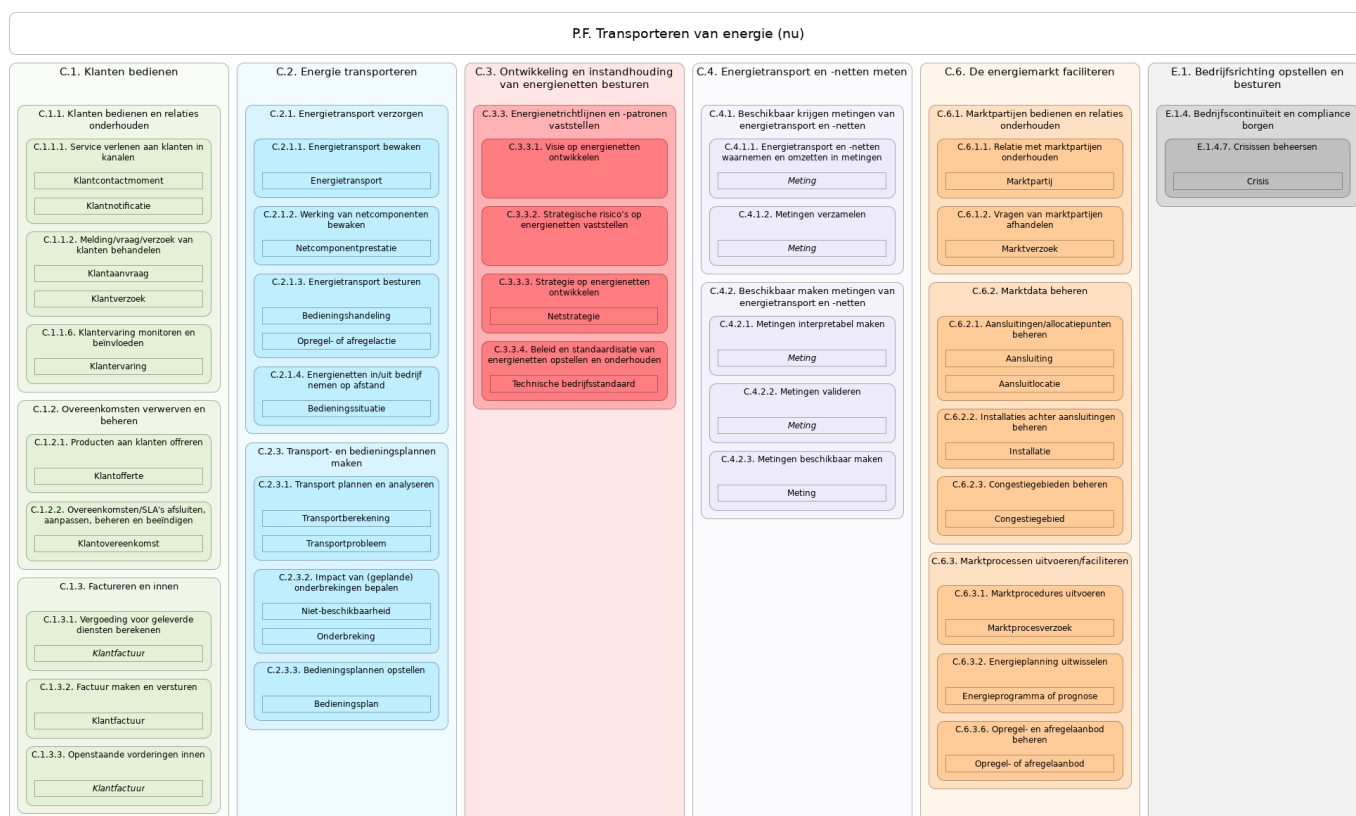 P.F. Transporteren van energie (nu)
C.1. Klanten bedienen
C.1.1. Klanten bedienen en relaties
onderhouden
C.1.1.1. Service verlenen aan klanten in
kanalen
Klantcontactmoment
Klantnotificatie
C.1.1.2. Melding/vraag/verzoek van
klanten behandelen
Klantaanvraag
Klantverzoek
C.1.1.6. Klantervaring monitoren en
beïnvloeden
Klantervaring
C.1.2. Overeenkomsten verwerven en
beheren
C.1.2.1. Producten aan klanten offreren
Klantofferte
C.1.2.2. Overeenkomsten/SLA's afsluiten,
aanpassen, beheren en beeïndigen
Klantovereenkomst
C.1.3. Factureren en innen
C.1.3.1. Vergoeding voor geleverde
diensten berekenen
Klantfactuur
C.1.3.2. Factuur maken en versturen
Klantfactuur
C.1.3.3. Openstaande vorderingen innen
Klantfactuur
C.2. Energie transporteren
C.2.1. Energietransport verzorgen
C.2.1.1. Energietransport bewaken
Energietransport
C.2.1.2. Werking van netcomponenten
bewaken
Netcomponentprestatie
C.2.1.3. Energietransport besturen
Bedieningshandeling
Opregel- of afregelactie
C.2.1.4. Energienetten in/uit bedrijf
nemen op afstand
Bedieningssituatie
C.2.3. Transport- en bedieningsplannen
maken
C.2.3.1. Transport plannen en analyseren
Transportberekening
Transportprobleem
C.2.3.2. Impact van (geplande)
onderbrekingen bepalen
Niet-beschikbaarheid
Onderbreking
C.2.3.3. Bedieningsplannen opstellen
Bedieningsplan
C.3. Ontwikkeling en instandhouding
van energienetten besturen
C.3.3. Energienetrichtlijnen en -patronen
vaststellen
C.3.3.1. Visie op energienetten
ontwikkelen
C.3.3.2. Strategische risico's op
energienetten vaststellen
C.3.3.3. Strategie op energienetten
ontwikkelen
Netstrategie
C.3.3.4. Beleid en standaardisatie van
energienetten opstellen en onderhouden
Technische bedrijfsstandaard
C.4. Energietransport en -netten meten
C.4.1. Beschikbaar krijgen metingen van
energietransport en -netten
C.4.1.1. Energietransport en -netten
waarnemen en omzetten in metingen
Meting
C.4.1.2. Metingen verzamelen
Meting
C.4.2. Beschikbaar maken metingen van
energietransport en -netten
C.4.2.1. Metingen interpretabel maken
Meting
C.4.2.2. Metingen valideren
Meting
C.4.2.3. Metingen beschikbaar maken
Meting
C.6. De energiemarkt faciliteren
C.6.1. Marktpartijen bedienen en relaties
onderhouden
C.6.1.1. Relatie met marktpartijen
onderhouden
Marktpartij
C.6.1.2. Vragen van marktpartijen
afhandelen
Marktverzoek
C.6.2. Marktdata beheren
C.6.2.1. Aansluitingen/allocatiepunten
beheren
Aansluiting
Aansluitlocatie
C.6.2.2. Installaties achter aansluitingen
beheren
Installatie
C.6.2.3. Congestiegebieden beheren
Congestiegebied
C.6.3. Marktprocessen uitvoeren/faciliteren
C.6.3.1. Marktprocedures uitvoeren
Marktprocesverzoek
C.6.3.2. Energieplanning uitwisselen
Energieprogramma of prognose
C.6.3.6. Opregel- en afregelaanbod
beheren
Opregel- of afregelaanbod
E.1. Bedrijfsrichting opstellen en
besturen
E.1.4. Bedrijfscontinuïteit en compliance
borgen
E.1.4.7. Crisissen beheersen
Crisis